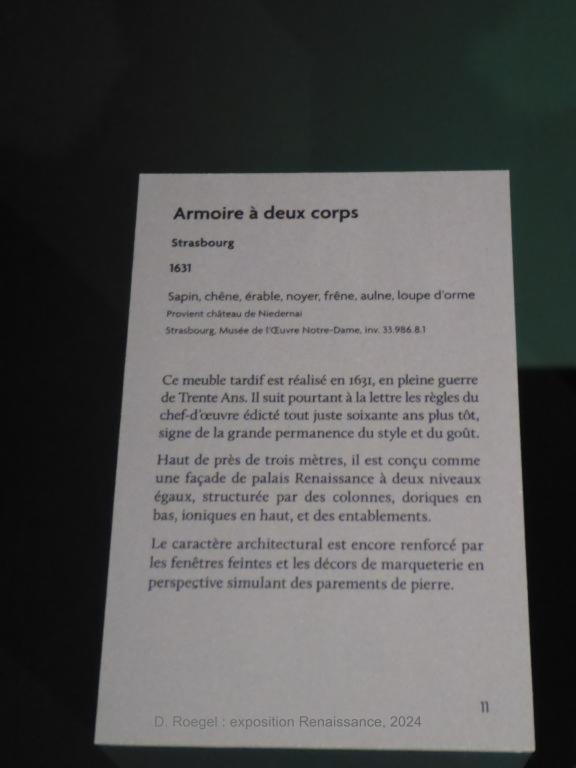 Armoire à deux corps
Strasbourg
1631
Sapin, chêne, érable, noyer, frêne, aulne, loupe d'orme
Provient château de Niedernai
Strasbourg, Musée de l'Œuvre Notre-Dame, inv. 33.986.8.1
Ce meuble tardif est réalisé en 1631, en pleine guerre
de Trente Ans. Il suit pourtant à la lettre les règles du
chef-d'œuvre édicté tout juste soixante ans plus tôt,
signe de la grande permanence du style et du goût.
Haut de près de trois mètres, il est conçu comme
une façade de palais Renaissance à deux niveaux
égaux, structurée par des colonnes, doriques en
bas, ioniques en haut, et des entablements.
Le caractère architectural est encore renforcé par
les fenêtres feintes et les décors de marqueterie en
perspective simulant des parements de pierre.
11
D. Roegel : exposition Renaissance, 2024